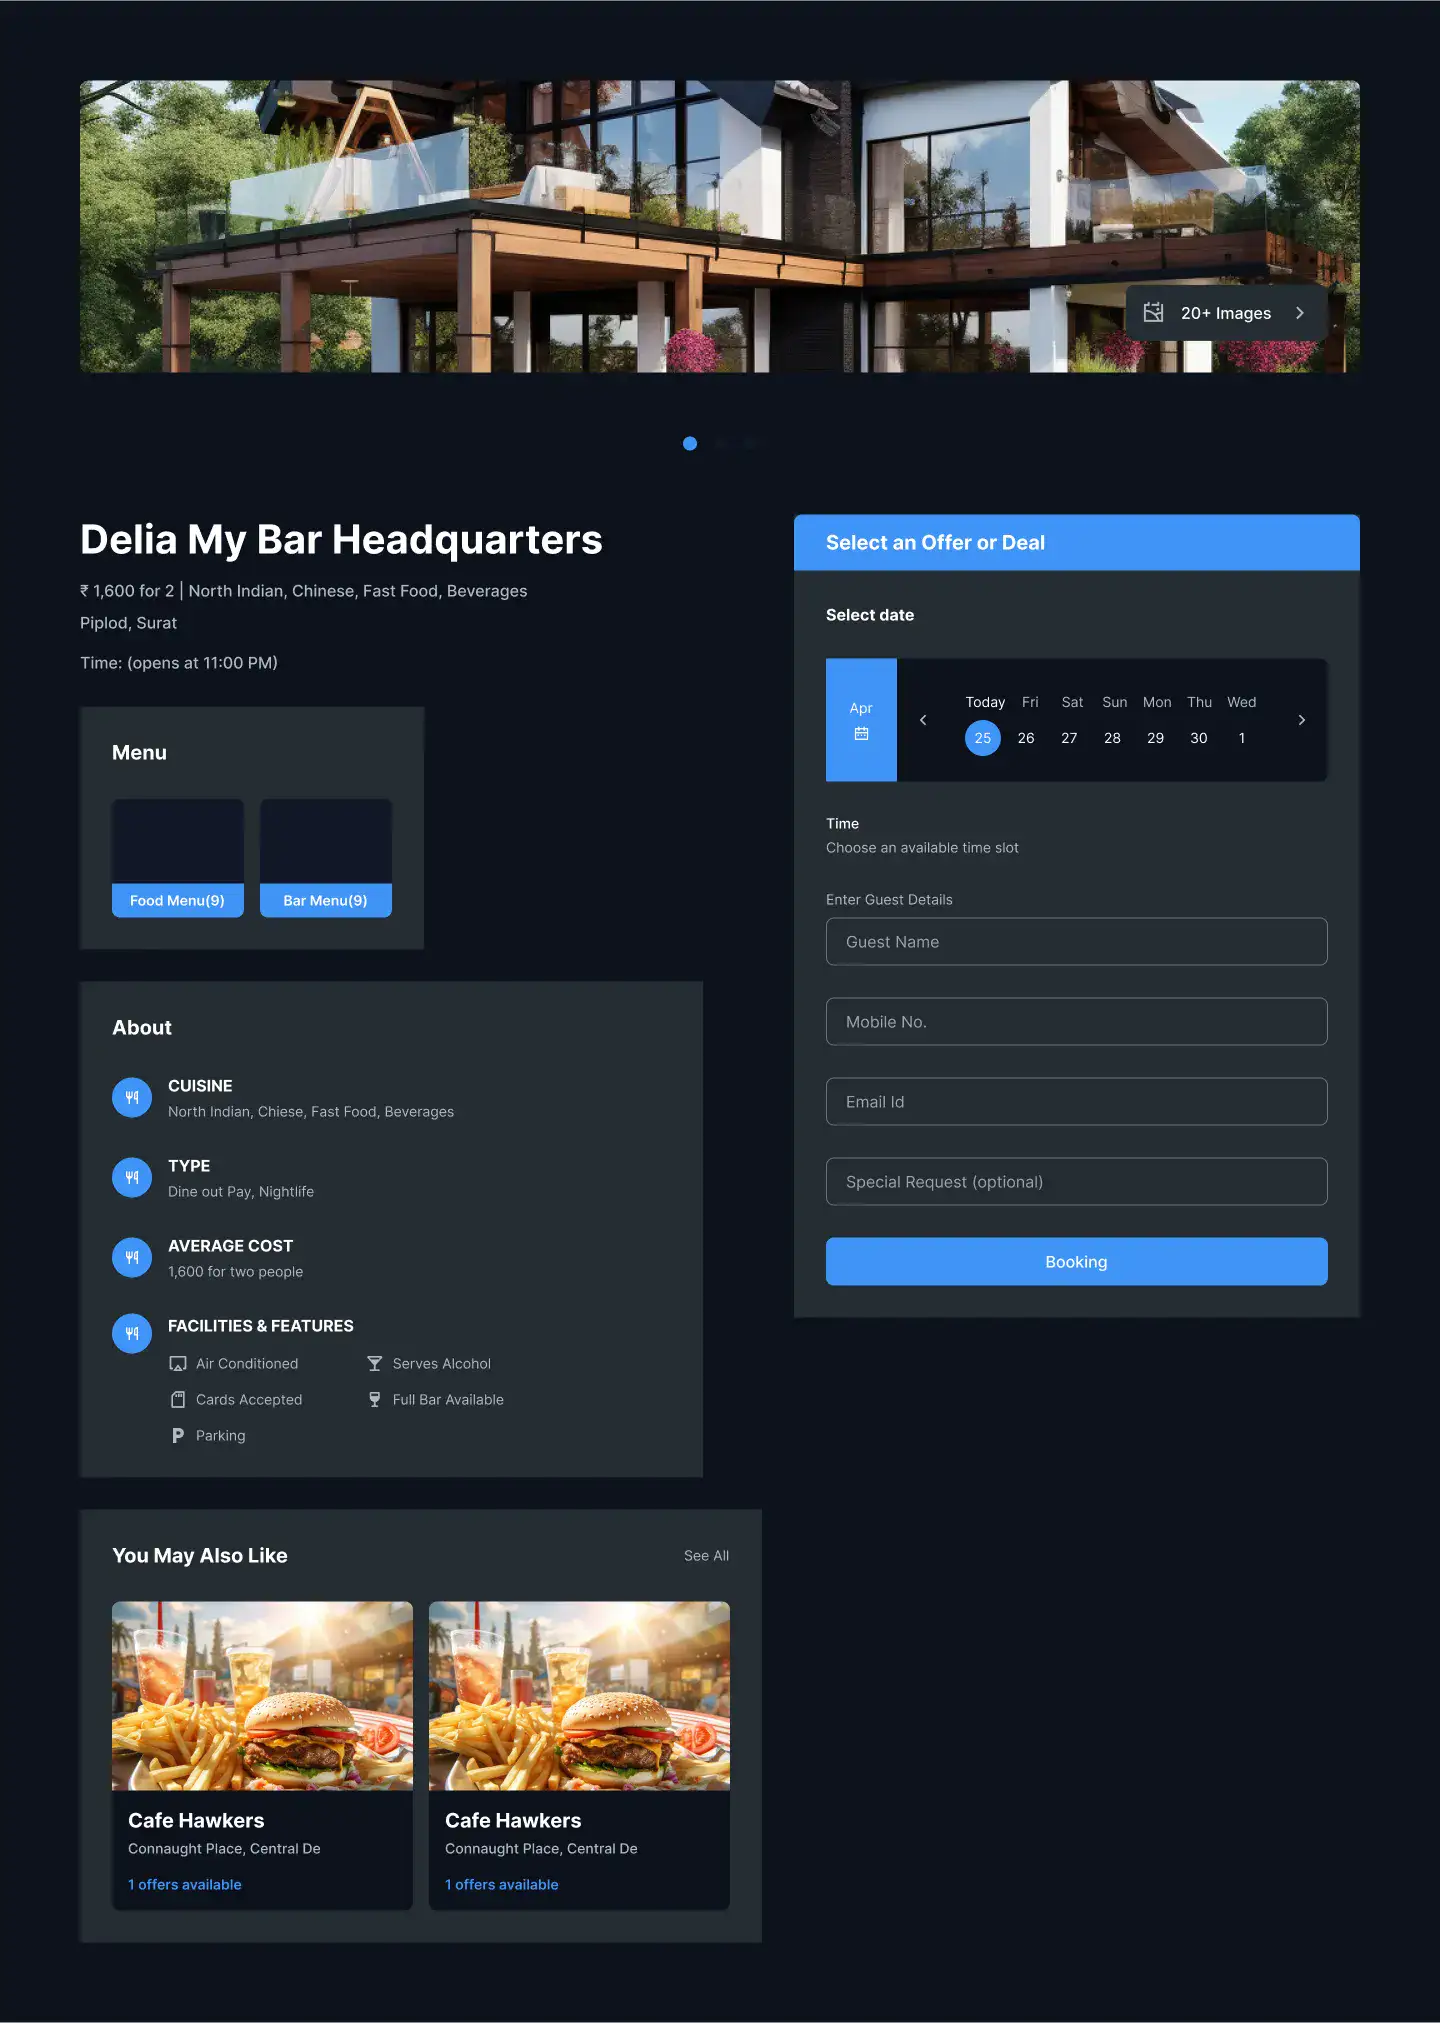 20+ Images
Delia My Bar Headquarters
₹ 1,600 for 2 | North Indian, Chinese, Fast Food, Beverages
Piplod, Surat
Time: (opens at 11:00 PM)
Menu
Food Menu(9)
Bar Menu(9)
About
CUISINE
North Indian, Chiese, Fast Food, Beverages
TYPE
Dine out Pay, Nightlife
AVERAGE COST
1,600 for two people
FACILITIES & FEATURES
Air Conditioned
Serves Alcohol
Cards Accepted
Full Bar Available
Parking
You May Also Like
See All
Cafe Hawkers
Connaught Place, Central De
1 offers available
Cafe Hawkers
Connaught Place, Central De
1 offers available
Select an Offer or Deal
Select date
Apr
Today Fri Sat Sun Mon Thu Wed
25 26 27 28 29 30 1
Time
Choose an available time slot
Enter Guest Details
Guest Name
Mobile No.
Email Id
Special Request (optional)
Booking